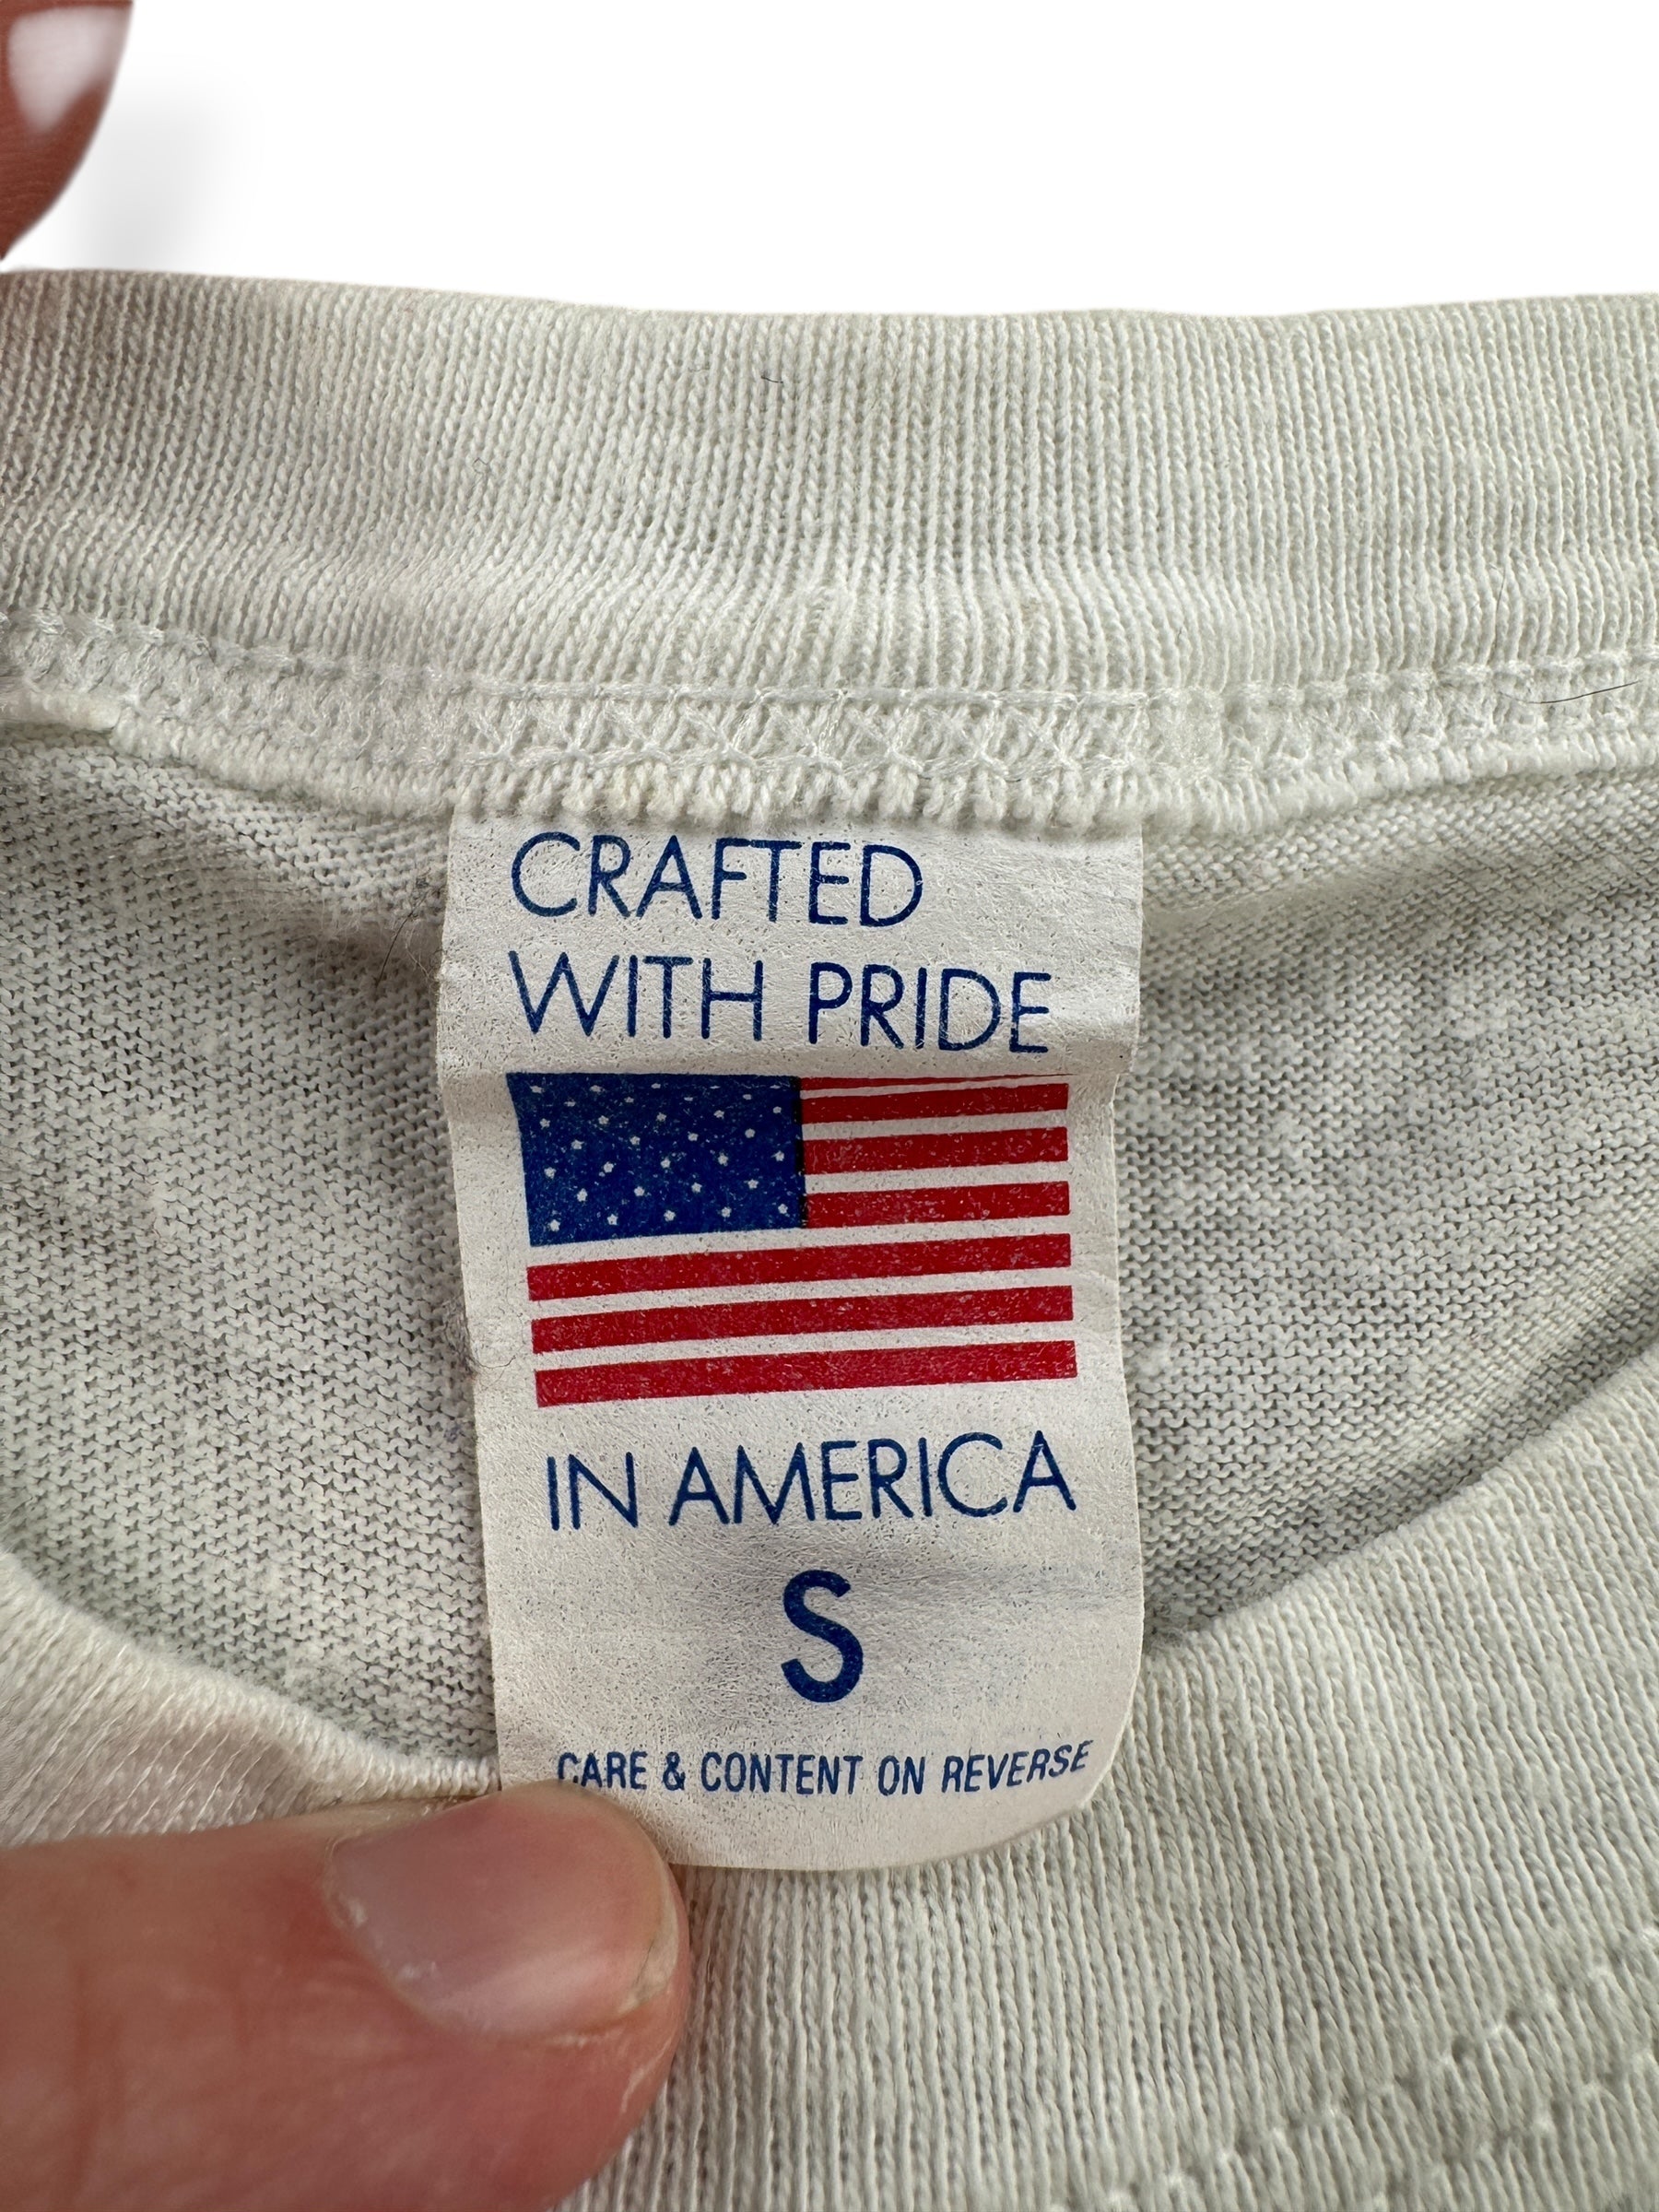 CRAFTED
WITH PRIDE
IN AMERICA
S
CARE & CONTENT ON REVERSE